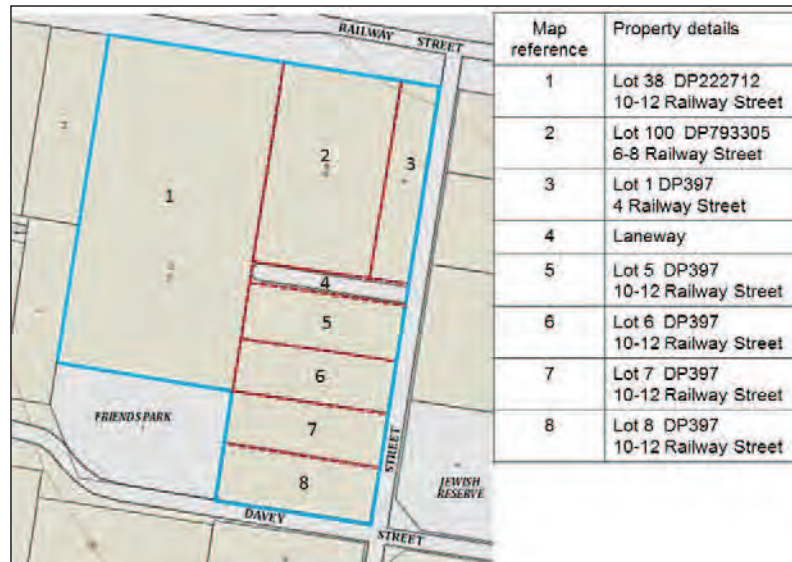 RAILWAY STREET
1
2
3
4
5
6
7
8
FRIENDS PARK
STREET
JEWISH
RESERVE
DAVEY
STREET
Map reference Property details
1 Lot 38 DP222712
10-12 Railway Street
2 Lot 100 DP793305
6-8 Railway Street
3 Lot 1 DP397
4 Railway Street
4 Laneway
5 Lot 5 DP397
10-12 Railway Street
6 Lot 6 DP397
10-12 Railway Street
7 Lot 7 DP397
10-12 Railway Street
8 Lot 8 DP397
10-12 Railway Street